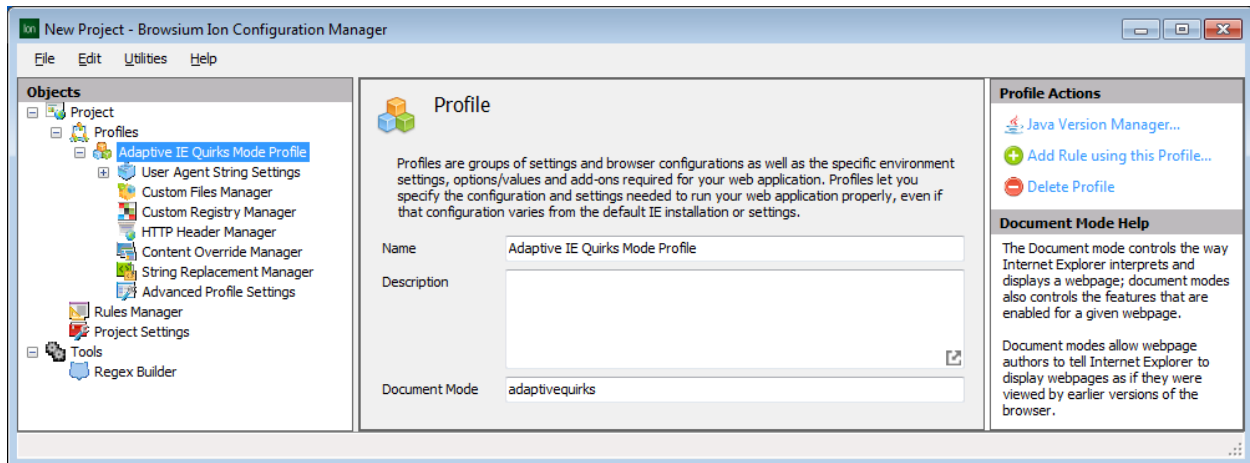 Ion New Project - Browsium Ion Configuration Manager
File Edit Utilities Help
Objects
Project
Profiles
Adaptive IE Quirks Mode Profile
User Agent String Settings
Custom Files Manager
Custom Registry Manager
HTTP Header Manager
Content Override Manager
String Replacement Manager
Advanced Profile Settings
Rules Manager
Project Settings
Tools
Regex Builder
Profile
Profiles are groups of settings and browser configurations as well as the specific environment
settings, options/values and add-ons required for your web application. Profiles let you
specify the configuration and settings needed to run your web application properly, even if
that configuration varies from the default IE installation or settings.
Name Adaptive IE Quirks Mode Profile
Description
Document Mode adaptivequirks
Profile Actions
Java Version Manager...
Add Rule using this Profile...
Delete Profile
Document Mode Help
The Document mode controls the way
Internet Explorer interprets and
displays a webpage; document modes
also controls the features that are
enabled for a given webpage.
Document modes allow webpage
authors to tell Internet Explorer to
display webpages as if they were
viewed by earlier versions of the
browser.